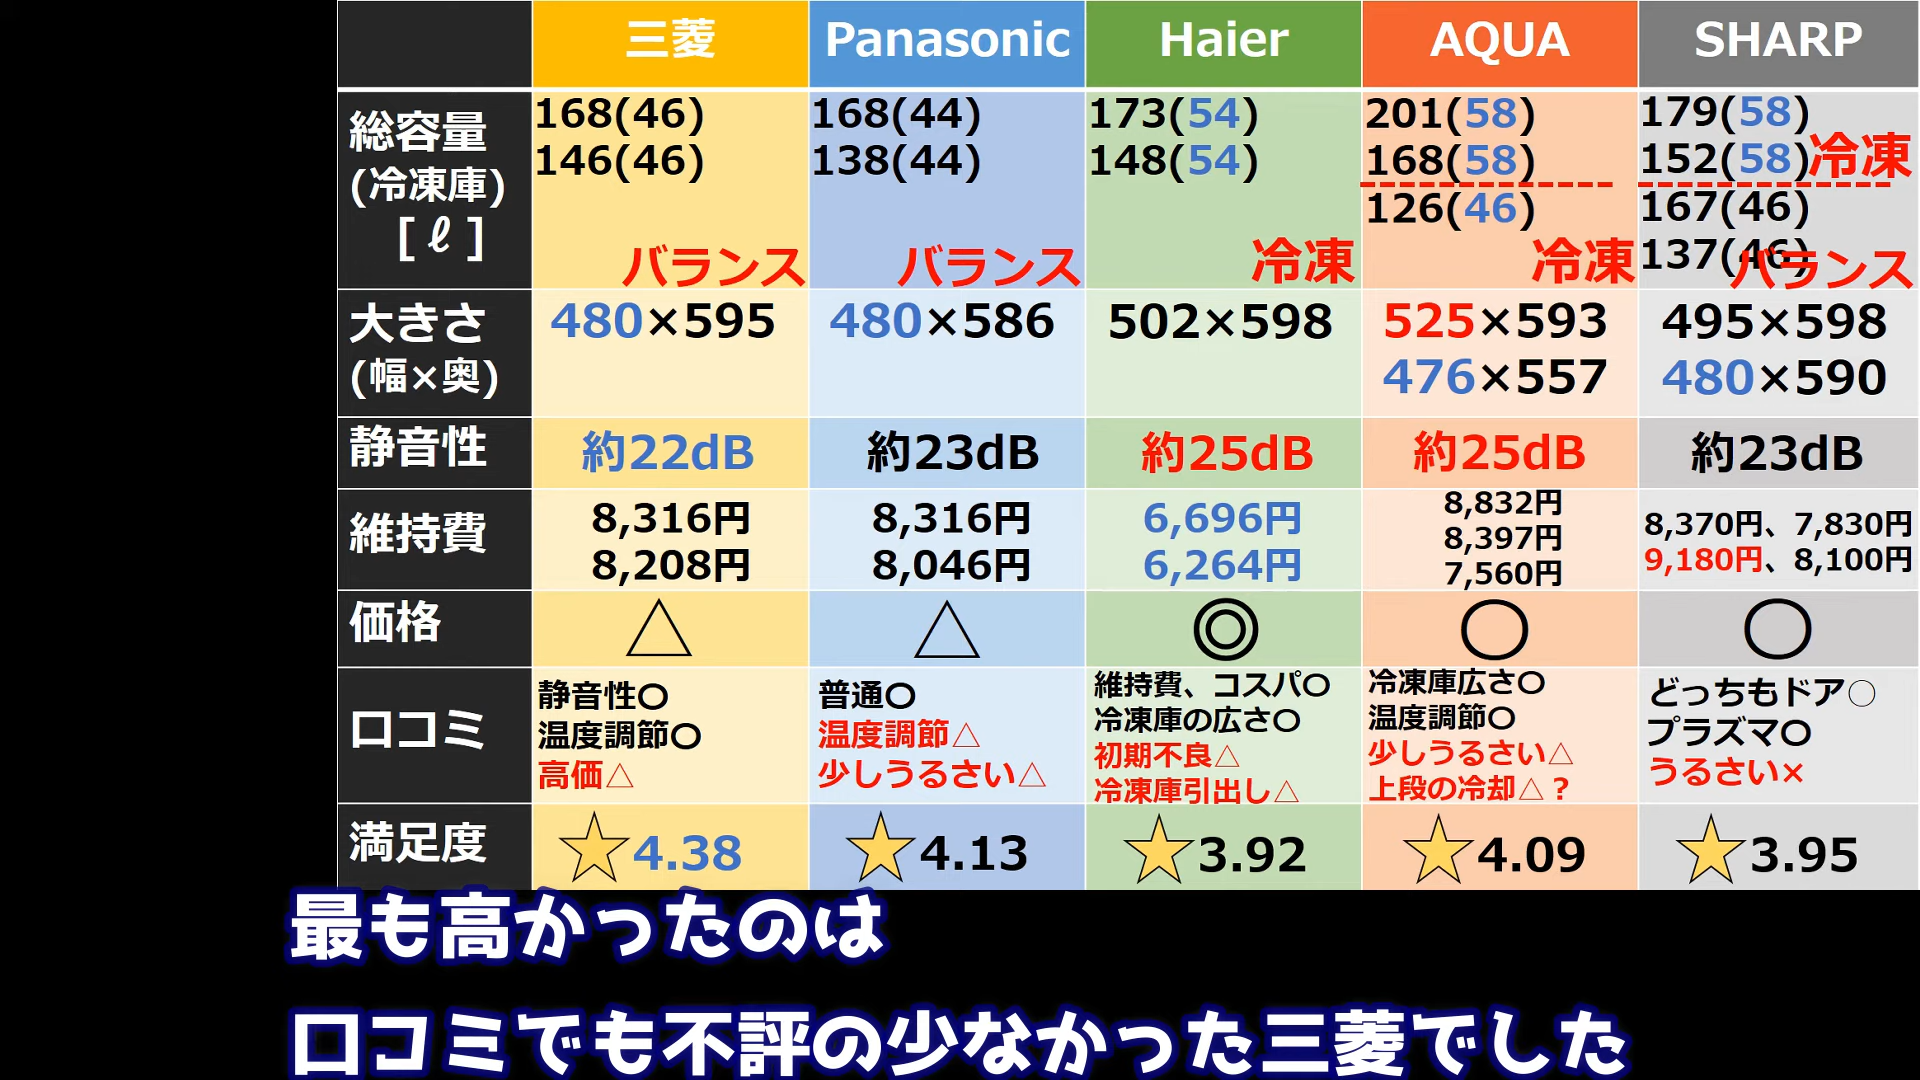 三菱 Panasonic Haier AQUA SHARP
総容量
(冷凍庫)
[ℓ]
168(46)
146(46)
バランス
168(44)
138(44)
バランス
173(54)
148(54)
冷凍
201(58)
168(58)
126(46)
冷凍
179(58)
152(58)冷凍
167(46)
137(46)
バランス
大きさ
(幅×奥)
480×595
480×586
502×598
525×593
476×557
495×598
480×590
静音性 約22dB 約23dB 約25dB 約25dB 約23dB
維持費
8,316円
8,208円
8,316円
8,046円
6,696円
6,264円
8,832円
8,397円
7,560円
8,370円、7,830円
9,180円、8,100円
価格 △ △ ◎ ○ ○
口コミ
静音性○
温度調節○
高価△
普通○
温度調節△
少しうるさい△
維持費、コスパ○
冷凍庫の広さ○
初期不良△
冷凍庫引出し△
冷凍庫広さ○
温度調節○
少しうるさい△
上段の冷却△？
どっちもドア○
プラズマ○
うるさい×
満足度 ☆4.38 ☆4.13 ☆3.92 ☆4.09 ☆3.95
最も高かったのは
口コミでも不評の少なかった三菱でした